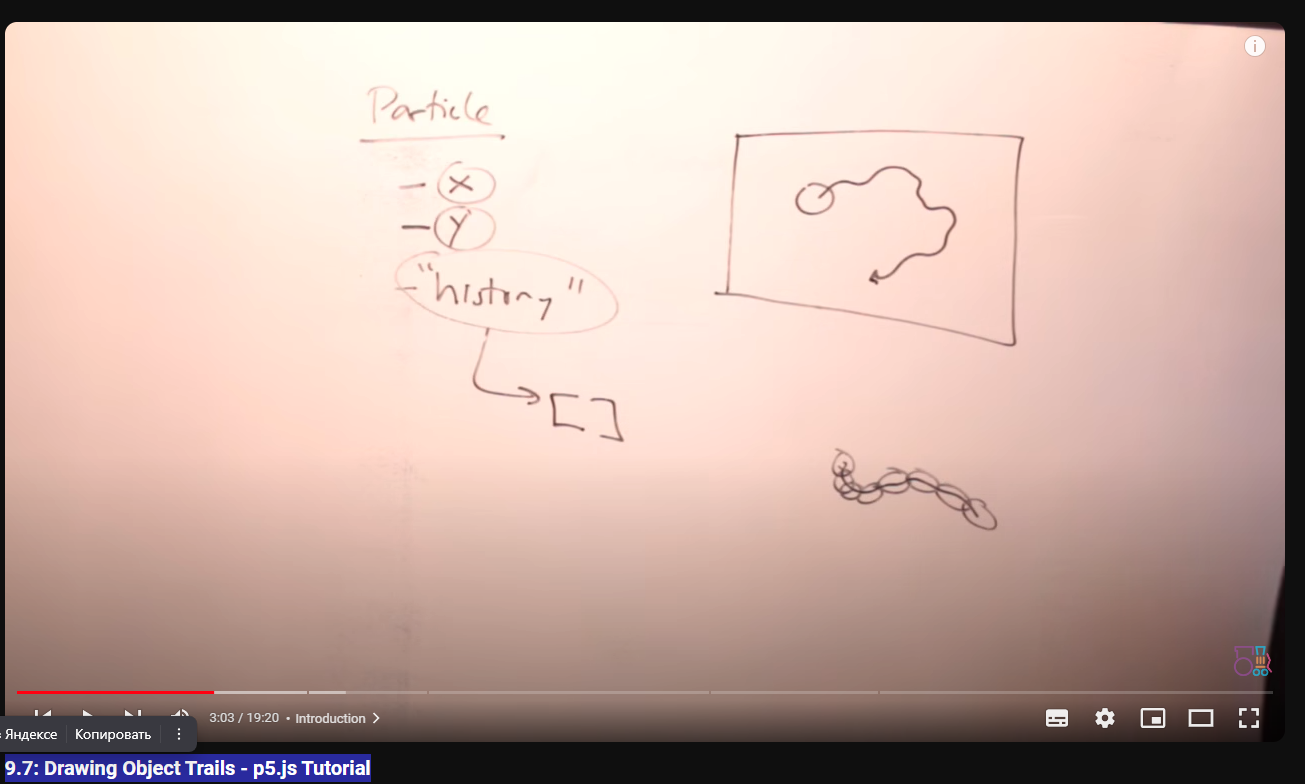 Particle
- X
- Y
- "history"
[ ]
3:03 / 19:20 • Introduction
Яндексе Копировать
9.7: Drawing Object Trails - p5.js Tutorial